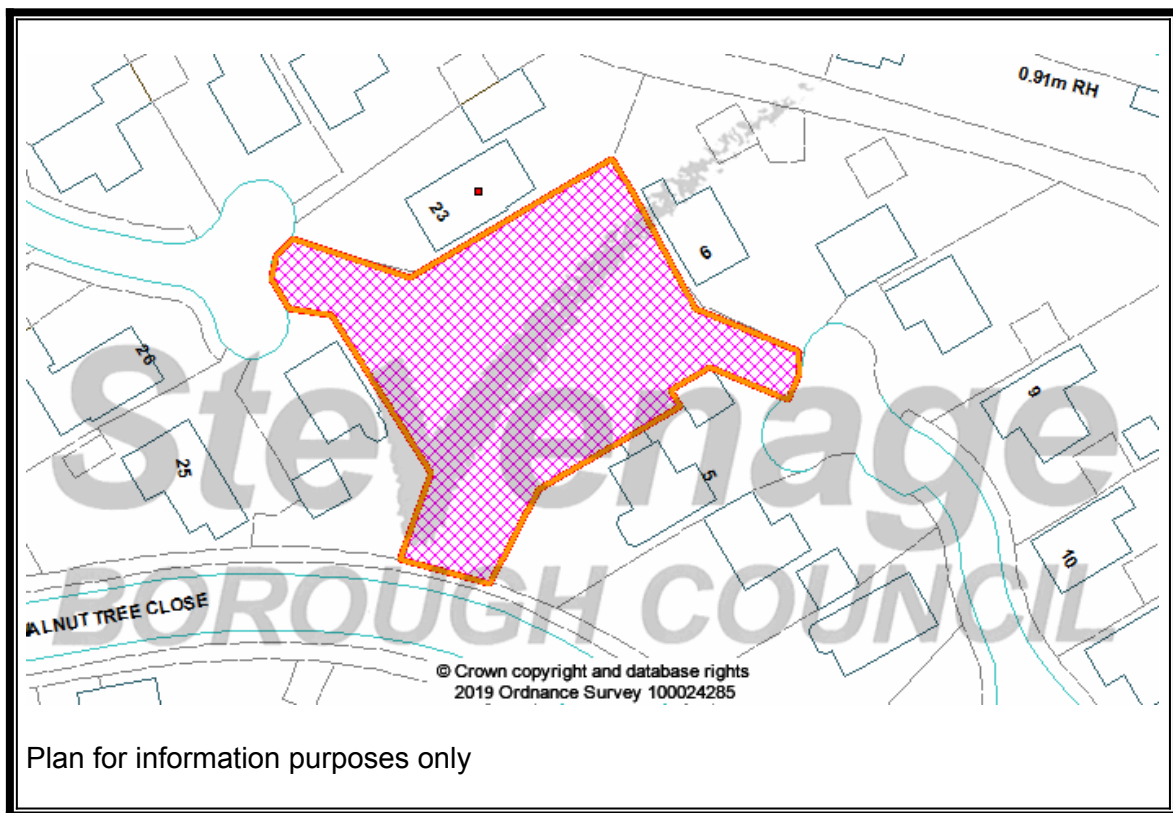 0.91m RH
23
6
26
Stevenage
9
25
5
10
BOROUGH COUNCIL
ALNUT TREE CLOSE
© Crown copyright and database rights
2019 Ordnance Survey 100024285
Plan for information purposes only